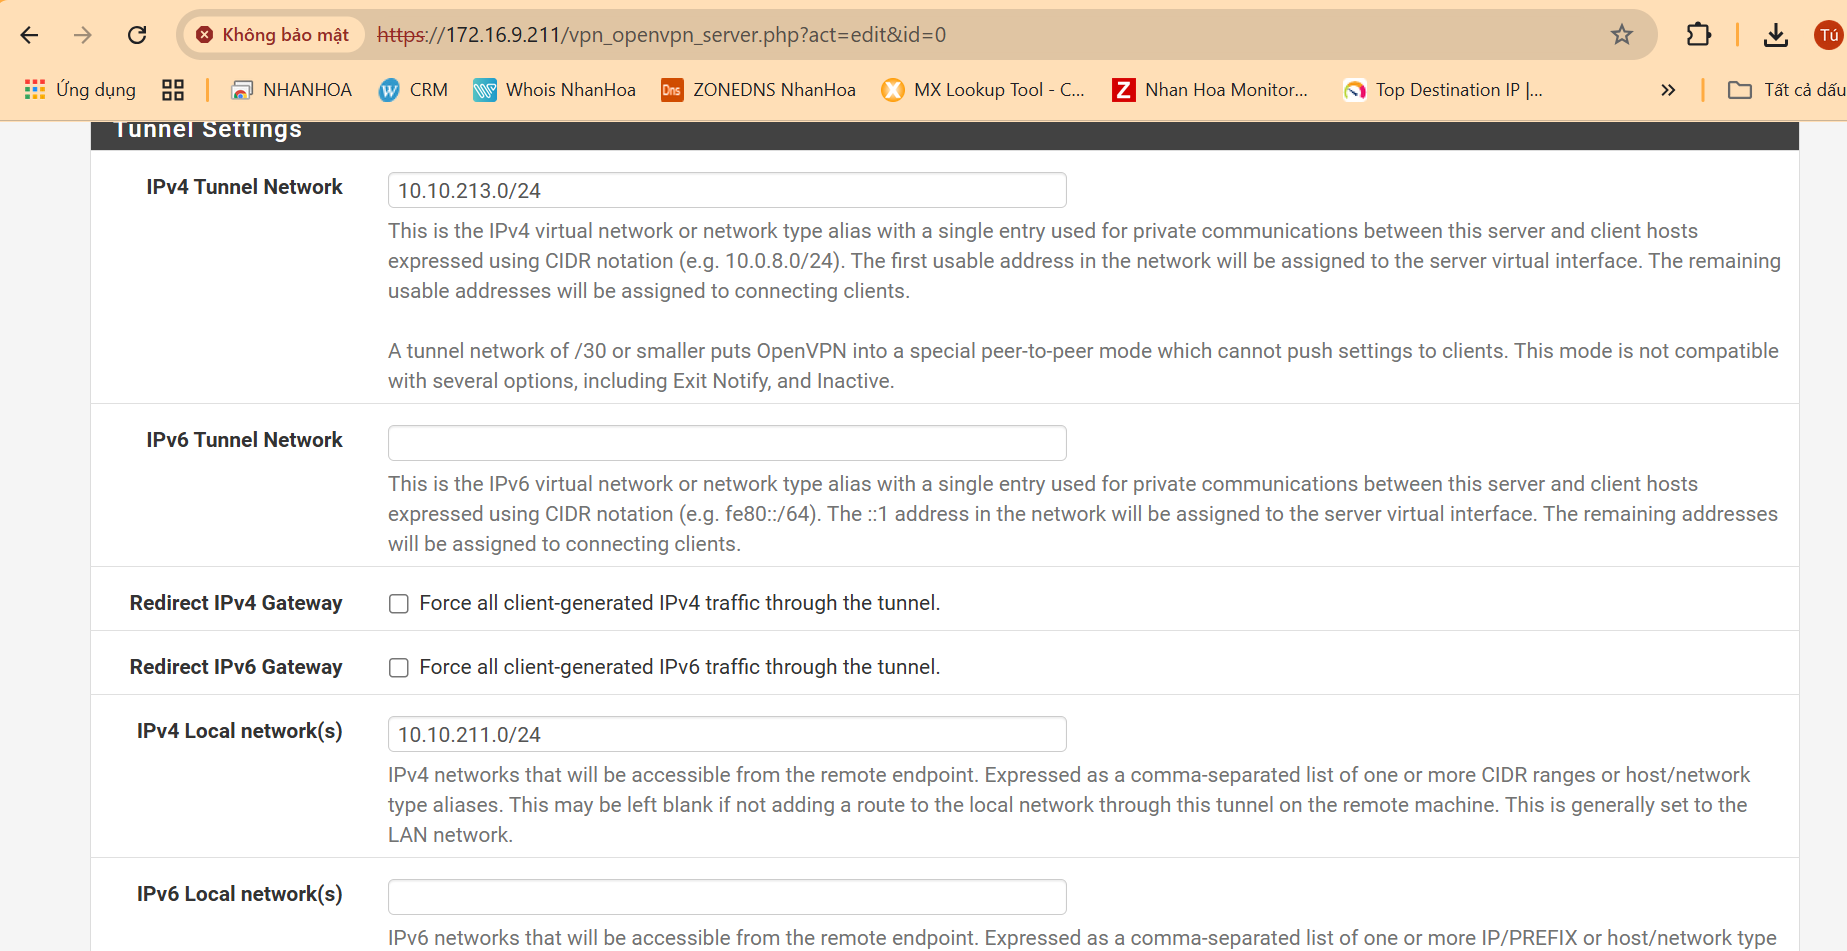 Không bảo mật
https://172.16.9.211/vpn_openvpn_server.php?act=edit&id=0
Tú
Ứng dụng
NHANHOA
CRM
Whois NhanHoa
Dns
ZONEDNS NhanHoa
MX Lookup Tool - C...
Z
Nhan Hoa Monitor...
Top Destination IP |...
»
Tất cả dấu
Tunnel Settings
IPv4 Tunnel Network
10.10.213.0/24
This is the IPv4 virtual network or network type alias with a single entry used for private communications between this server and client hosts
expressed using CIDR notation (e.g. 10.0.8.0/24). The first usable address in the network will be assigned to the server virtual interface. The remaining
usable addresses will be assigned to connecting clients.
A tunnel network of /30 or smaller puts OpenVPN into a special peer-to-peer mode which cannot push settings to clients. This mode is not compatible
with several options, including Exit Notify, and Inactive.
IPv6 Tunnel Network
This is the IPv6 virtual network or network type alias with a single entry used for private communications between this server and client hosts
expressed using CIDR notation (e.g. fe80::/64). The ::1 address in the network will be assigned to the server virtual interface. The remaining addresses
will be assigned to connecting clients.
Redirect IPv4 Gateway
Force all client-generated IPv4 traffic through the tunnel.
Redirect IPv6 Gateway
Force all client-generated IPv6 traffic through the tunnel.
IPv4 Local network(s)
10.10.211.0/24
IPv4 networks that will be accessible from the remote endpoint. Expressed as a comma-separated list of one or more CIDR ranges or host/network
type aliases. This may be left blank if not adding a route to the local network through this tunnel on the remote machine. This is generally set to the
LAN network.
IPv6 Local network(s)
IPv6 networks that will be accessible from the remote endpoint. Expressed as a comma-separated list of one or more IP/PREFIX or host/network type